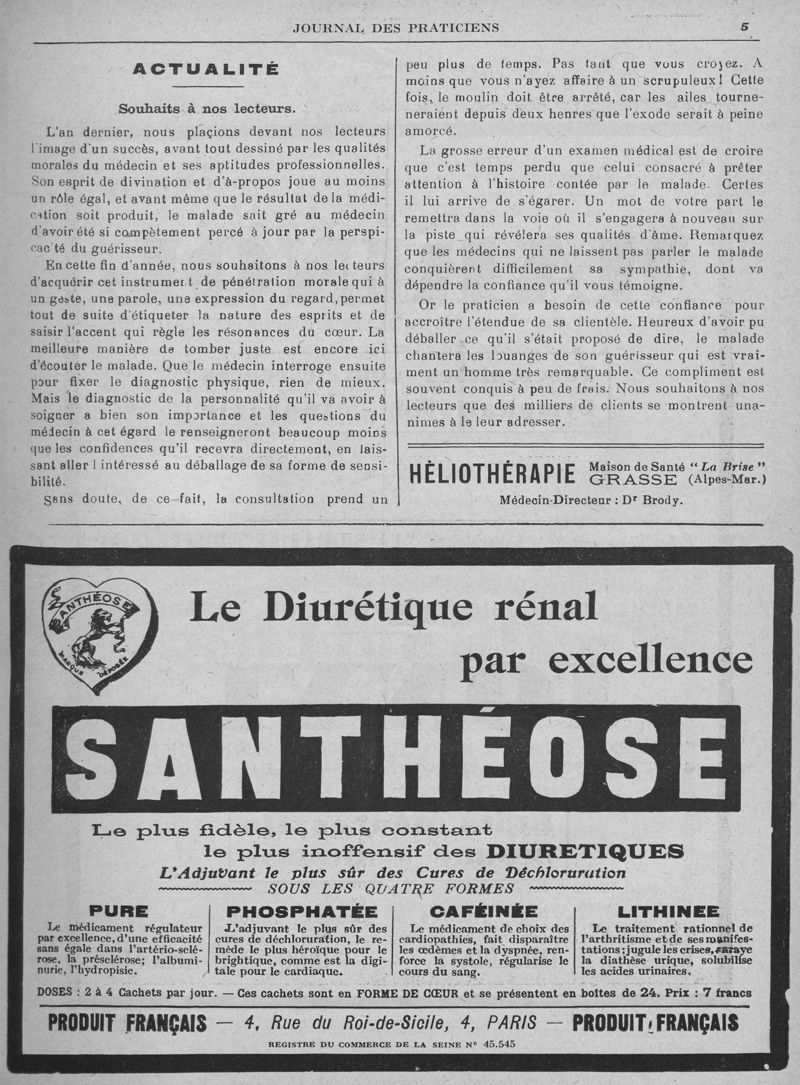 JOURNAL DES PRATICIENS 5
ACTUALITÉ
Souhaits à nos lecteurs.
L'an dernier, nous plaçions devant nos lecteurs
l'image d'un succès, avant tout dessiné par les qualités
morales du médecin et ses aptitudes professionnelles.
Son esprit de divination et d'à-propos joue au moins
un rôle égal, et avant même que le résultat de la médi-
cation soit produit, le malade sait gré au médecin
d'avoir été si compètement percé à jour par la perspi-
cac té du guérisseur.
En cette fin d'année, nous souhaitons à nos lecteurs
d'acquérir cet instrument de pénétration morale qui à
un geste, une parole, une expression du regard, permet
tout de suite d'étiqueter la nature des esprits et de
saisir l'accent qui règle les résonances du cœur. La
meilleure manière de tomber juste est encore ici
d'écouter le malade. Que le médecin interroge ensuite
pour fixer le diagnostic physique, rien de mieux.
Mais le diagnostic de la personnalité qu'il va avoir à
soigner a bien son importance et les questions du
médecin à cet égard le renseigneront beaucoup moins
que les confidences qu'il recevra directement, en lais-
sant aller l intéressé au déballage de sa forme de sensi-
bilité.
Sans doute, de ce fait, la consultation prend un
peu plus de temps. Pas tant que vous croyez. A
moins que vous n'ayez affaire à un scrupuleux! Cette
fois, le moulin doit être arrêté, car les ailes tourne-
neraient depuis deux henres que l'exode serait à peine
amorcé.
La grosse erreur d'un examen médical est de croire
que c'est temps perdu que celui consacré à prêter
attention à l'histoire contée par le malade. Certes
il lui arrive de s'égarer. Un mot de votre part le
remettra dans la voie où il s'engagera à nouveau sur
la piste qui révélera ses qualités d'âme. Remarquez
que les médecins qui ne laissent pas parler le malade
conquièrent difficilement sa sympathie, dont va
dépendre la confiance qu'il vous témoigne.
Or le praticien a besoin de cette confiance pour
accroître l'étendue de sa clientèle. Heureux d'avoir pu
déballer ce qu'il s'était proposé de dire, le malade
chantera les louanges de son guérisseur qui est vrai-
ment un homme très remarquable. Ce compliment est
souvent conquis à peu de frais. Nous souhaitons à nos
lecteurs que des milliers de clients se montrent una-
nimes à le leur adresser.
HÈLIOTHÉRAPIE Maison de Santé "La Brise"
GRASSE (Alpes-Mar.)
Médecin-Directeur : Dr Brody.
SANTHÉOSE
MARQUE DÉPOSÉE
Le Diurétique rénal
par excellence
SANTHÉOSE
Le plus fidèle, le plus constant
le plus inoffensif des DIURETIQUES
L'Adjuvant le plus sûr des Cures de Déchloruration
SOUS LES QUATRE FORMES
PURE
Le médicament régulateur
par excellence, d'une efficacité
sans égale dans l'artério-sclé-
rose, la présclérose; l'albumi-
nurie, l'hydropisie.
PHOSPHATÉE
L'adjuvant le plus sûr des
cures de déchloruration, le re-
mède le plus héroïque pour le
brightique, comme est la digi-
tale pour le cardiaque.
CAFÉINÉE
Le médicament de choix des
cardiopathies, fait disparaître
les œdèmes et la dyspnée, ren-
force la systole, régularise le
cours du sang.
LITHINEE
Le traitement rationnel de
l'arthritisme et de ses manifes-
tations; jugule les crises, enraye
la diathèse urique, solubilise
les acides urinaires.
DOSES : 2 à 4 Cachets par jour. — Ces cachets sont en FORME DE CŒUR et se présentent en boîtes de 24. Prix : 7 francs
PRODUIT FRANÇAIS — 4, Rue du Roi-de-Sicile, 4, PARIS — PRODUIT FRANÇAIS
REGISTRE DU COMMERCE DE LA SEINE N° 45.545